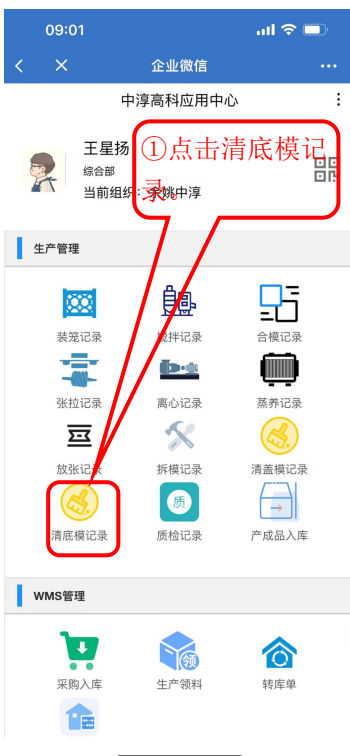 09:01
企业微信
中淳高科应用中心
王星扬
综合部
当前组织：余姚中淳
①点击清底模记
录。
生产管理
装笼记录
搅拌记录
合模记录
张拉记录
离心记录
蒸养记录
放张记录
拆模记录
清盖模记录
清底模记录
质
质检记录
产成品入库
WMS管理
采购入库
领
生产领料
转库单